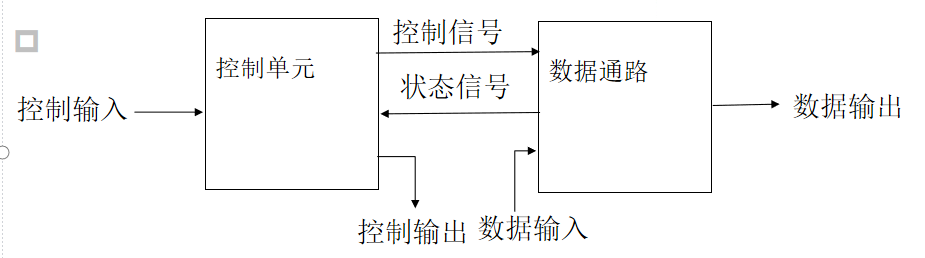 控制信号
控制单元
数据通路
状态信号
控制输入
数据输出
控制输出
数据输入